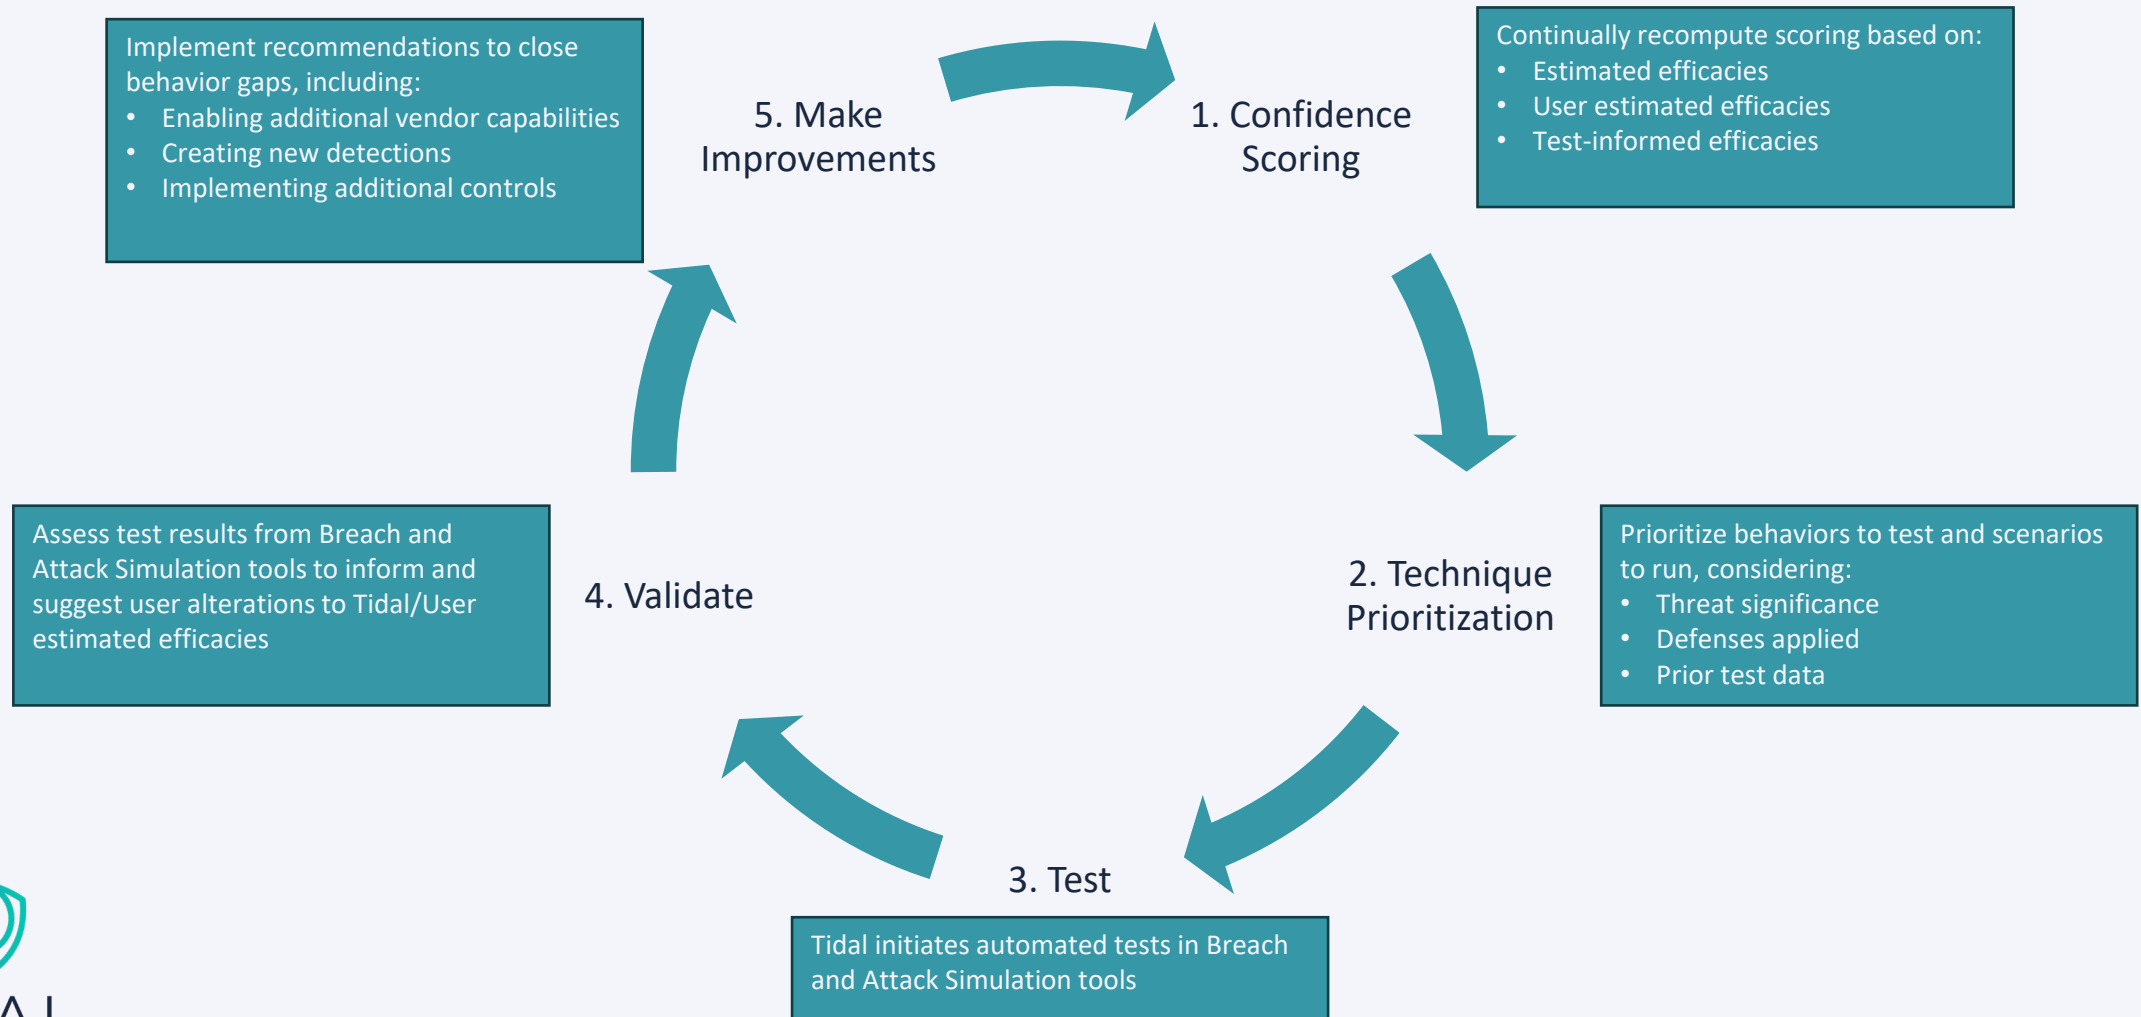 Implement recommendations to close
behavior gaps, including:
• Enabling additional vendor capabilities
• Creating new detections
• Implementing additional controls
5. Make
Improvements
1. Confidence
Scoring
Continually recompute scoring based on:
• Estimated efficacies
• User estimated efficacies
• Test-informed efficacies
2. Technique
Prioritization
Prioritize behaviors to test and scenarios
to run, considering:
• Threat significance
• Defenses applied
• Prior test data
3. Test
Tidal initiates automated tests in Breach
and Attack Simulation tools
4. Validate
Assess test results from Breach and
Attack Simulation tools to inform and
suggest user alterations to Tidal/User
estimated efficacies